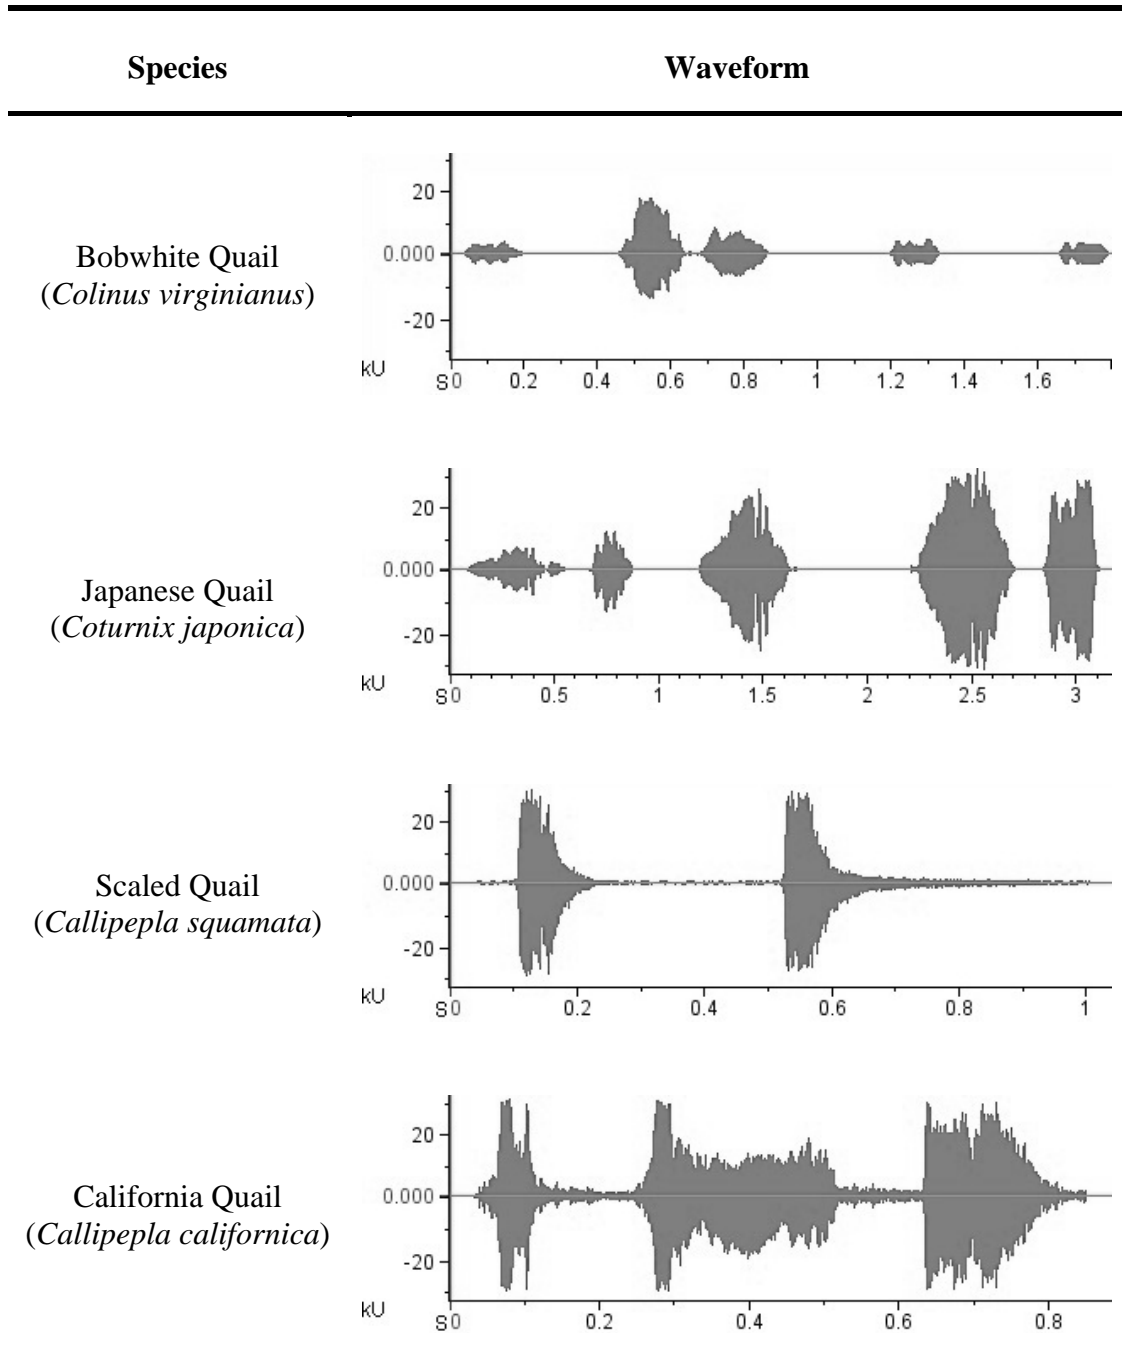 Species Waveform
Bobwhite Quail
(Colinus virginianus)
20
0.000
-20
kU
S0 0.2 0.4 0.6 0.8 1 1.2 1.4 1.6
Japanese Quail
(Coturnix japonica)
20
0.000
-20
kU
S0 0.5 1 1.5 2 2.5 3
Scaled Quail
(Callipepla squamata)
20
0.000
-20
kU
S0 0.2 0.4 0.6 0.8 1
California Quail
(Callipepla californica)
20
0.000
-20
kU
S0 0.2 0.4 0.6 0.8